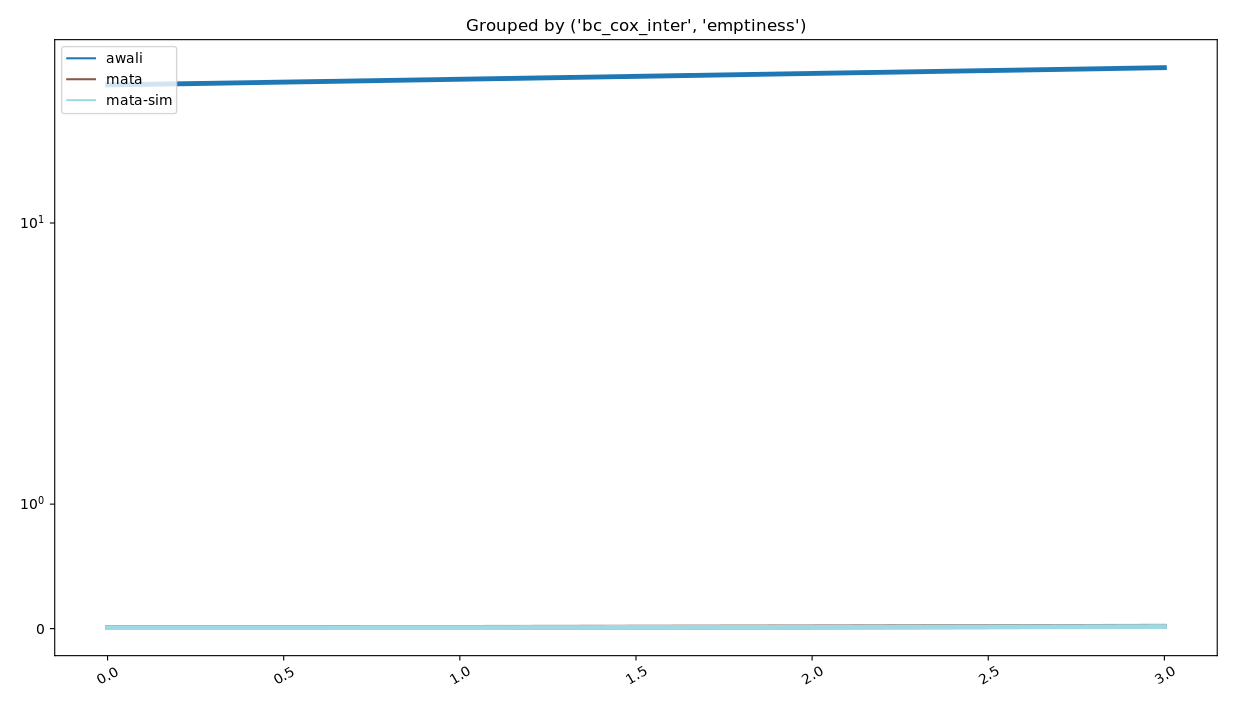 Grouped by ('bc_cox_inter', 'emptiness')
awali
mata
mata-sim
10¹
10⁰
0
0.0
0.5
1.0
1.5
2.0
2.5
3.0